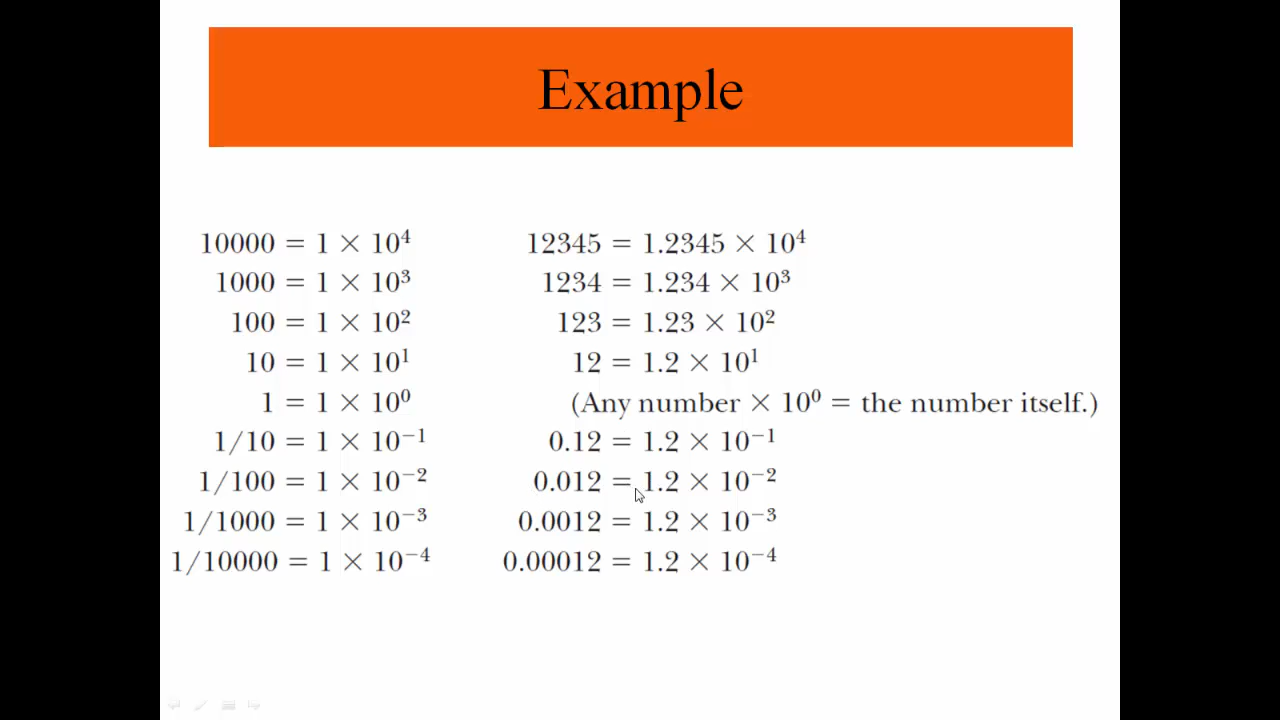 Example
10000 = 1 × 10⁴ 12345 = 1.2345 × 10⁴
1000 = 1 × 10³ 1234 = 1.234 × 10³
100 = 1 × 10² 123 = 1.23 × 10²
10 = 1 × 10¹ 12 = 1.2 × 10¹
1 = 1 × 10⁰ (Any number × 10⁰ = the number itself.)
1/10 = 1 × 10⁻¹ 0.12 = 1.2 × 10⁻¹
1/100 = 1 × 10⁻² 0.012 = 1.2 × 10⁻²
1/1000 = 1 × 10⁻³ 0.0012 = 1.2 × 10⁻³
1/10000 = 1 × 10⁻⁴ 0.00012 = 1.2 × 10⁻⁴